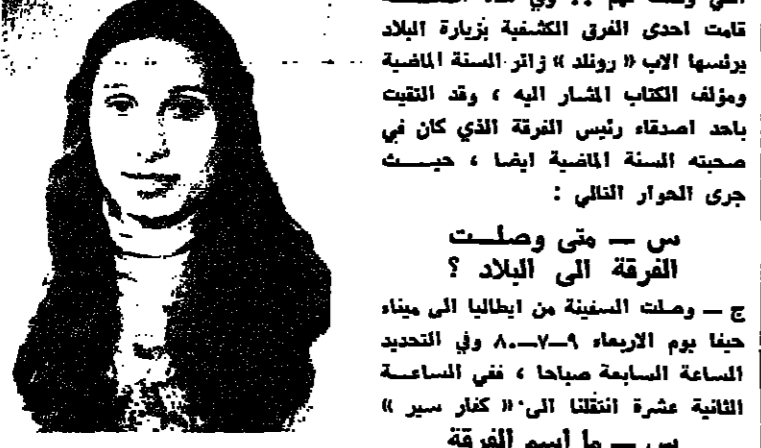 قامت احدى الفرق الكشفية بزيارة البلاد
يرئسها الاب « رونلد » زائر السنة الماضية
ومؤلف الكتاب المشار اليه ، وقد التقيت
باحد اصدقاء رئيس الفرقة الذي كان في
صحبته السنة الماضية ايضا ، حيث
جرى الحوار التالي :
س — متى وصلت
الفرقة الى البلاد ؟
ج — وصلت السفينة من ايطاليا الى ميناء
حيفا يوم الاربعاء ٩—٧—٨٠ وفي التحديد
الساعة السابعة صباحا ، ففي الساعة
الثانية عشرة انتقلنا الى « كفار سير »
س — ما أسم الفرقة